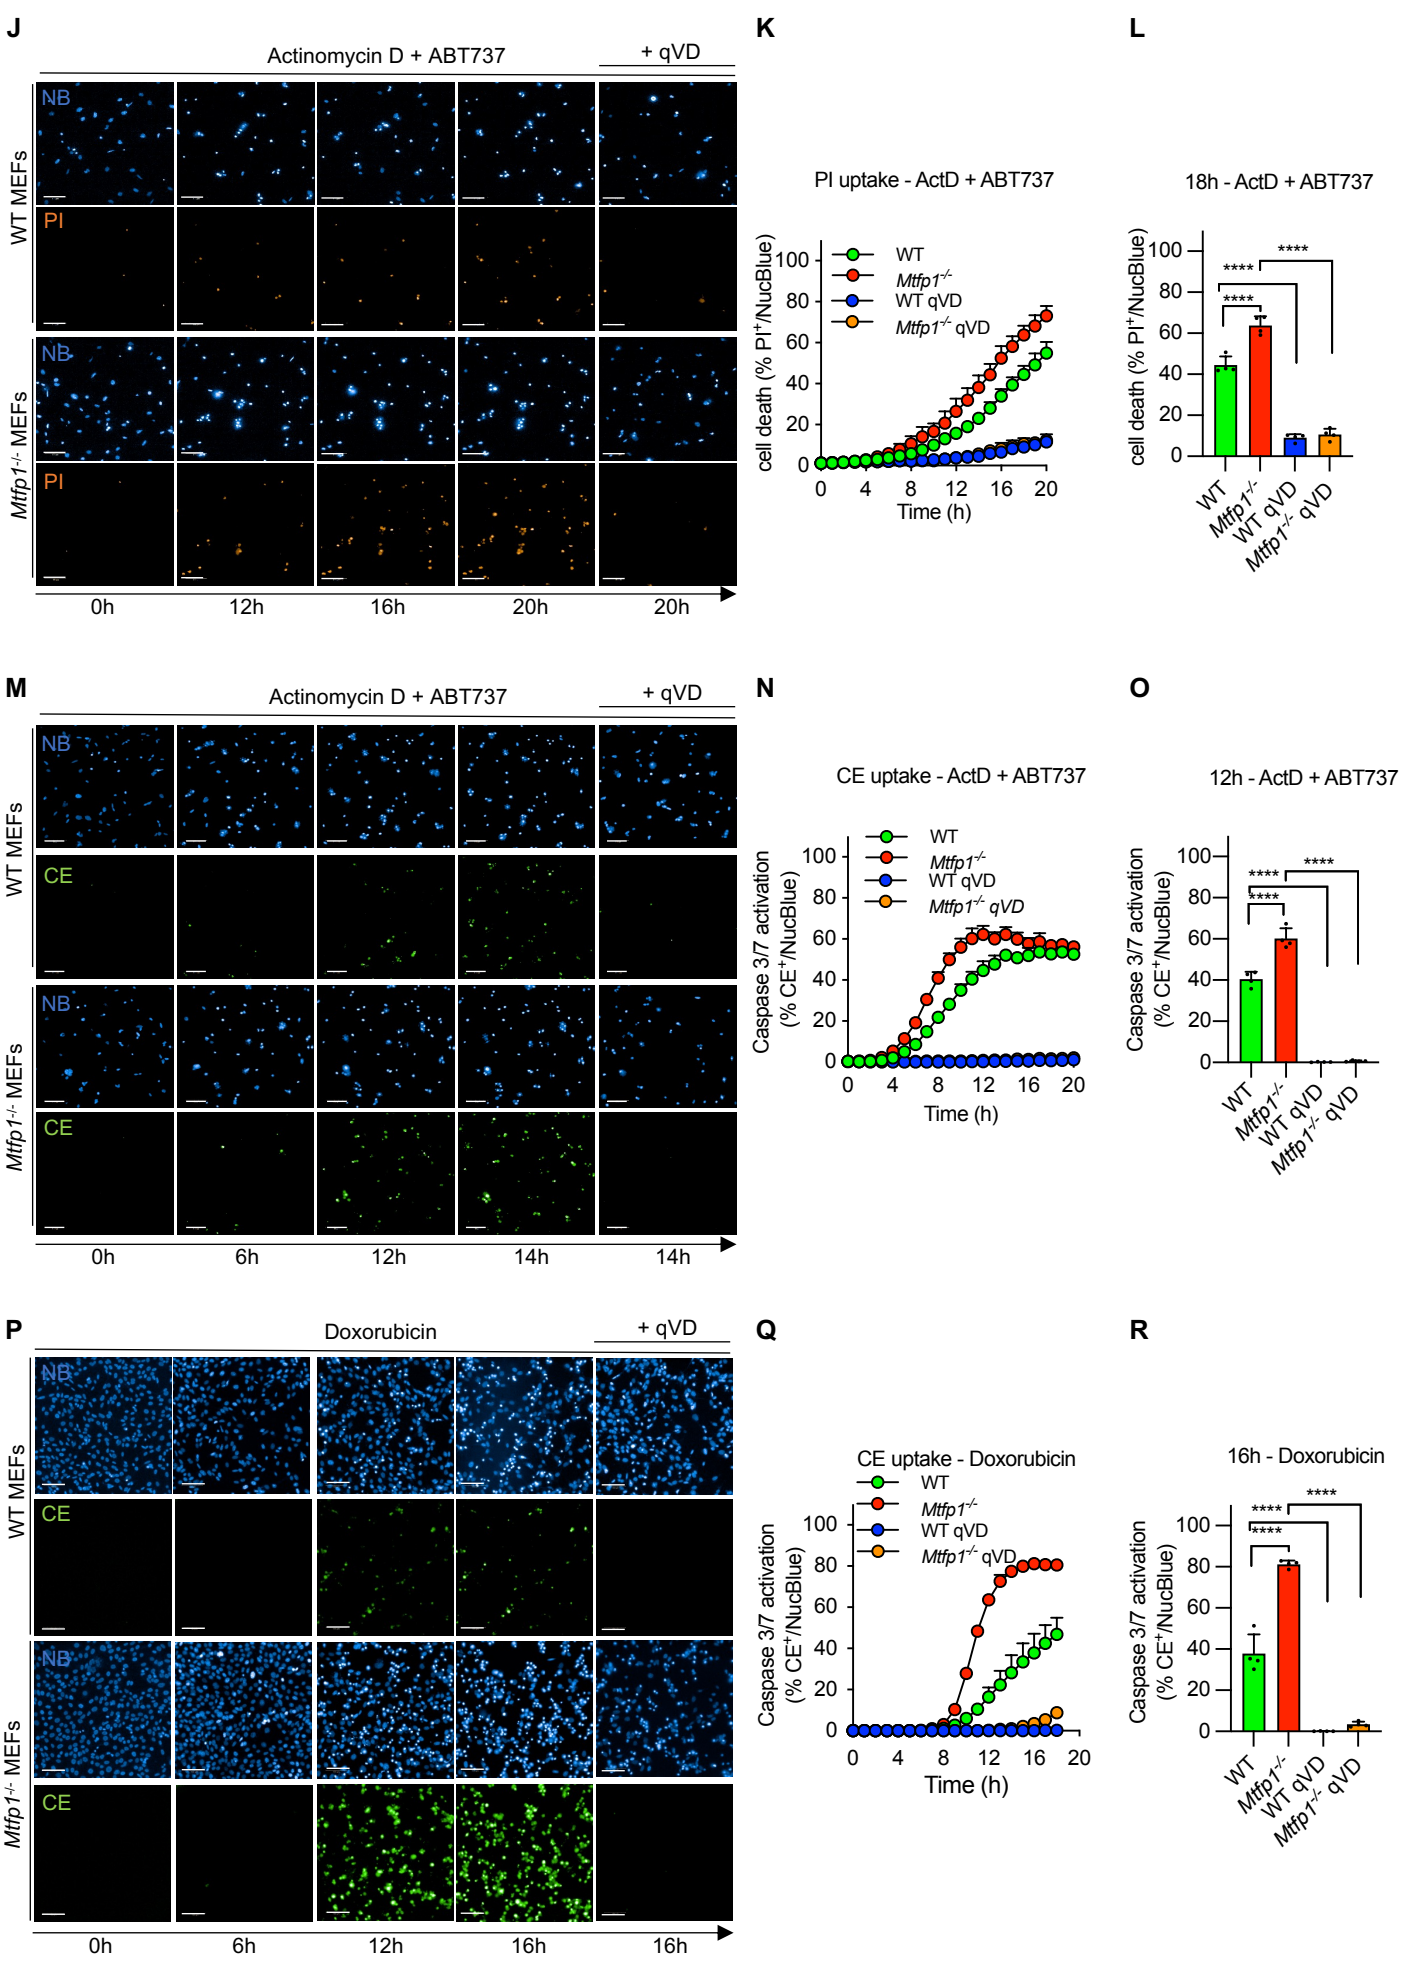 J
Actinomycin D + ABT737
+ qVD
WT MEFs
NB
PI
Mtfp1-/- MEFs
NB
PI
0h
12h
16h
20h
20h
K
PI uptake - ActD + ABT737
cell death (% PI+/NucBlue)
100
80
60
40
20
0
WT
Mtfp1-/-
WT qVD
Mtfp1-/- qVD
0
4
8
12
16
20
Time (h)
L
18h - ActD + ABT737
cell death (% PI+/NucBlue)
100
80
60
40
20
0
****
****
****
WT
Mtfp1-/-
WT qVD
Mtfp1-/- qVD
M
Actinomycin D + ABT737
+ qVD
WT MEFs
NB
CE
Mtfp1-/- MEFs
NB
CE
0h
6h
12h
14h
14h
N
CE uptake - ActD + ABT737
Caspase 3/7 activation
(% CE+/NucBlue)
100
80
60
40
20
0
WT
Mtfp1-/-
WT qVD
Mtfp1-/- qVD
0
4
8
12
16
20
Time (h)
O
12h - ActD + ABT737
Caspase 3/7 activation
(% CE+/NucBlue)
100
80
60
40
20
0
****
****
****
WT
Mtfp1-/-
WT qVD
Mtfp1-/- qVD
P
Doxorubicin
+ qVD
WT MEFs
NB
CE
Mtfp1-/- MEFs
NB
CE
0h
6h
12h
16h
16h
Q
CE uptake - Doxorubicin
Caspase 3/7 activation
(% CE+/NucBlue)
100
80
60
40
20
0
WT
Mtfp1-/-
WT qVD
Mtfp1-/- qVD
0
4
8
12
16
20
Time (h)
R
16h - Doxorubicin
Caspase 3/7 activation
(% CE+/NucBlue)
100
80
60
40
20
0
****
****
****
WT
Mtfp1-/-
WT qVD
Mtfp1-/- qVD